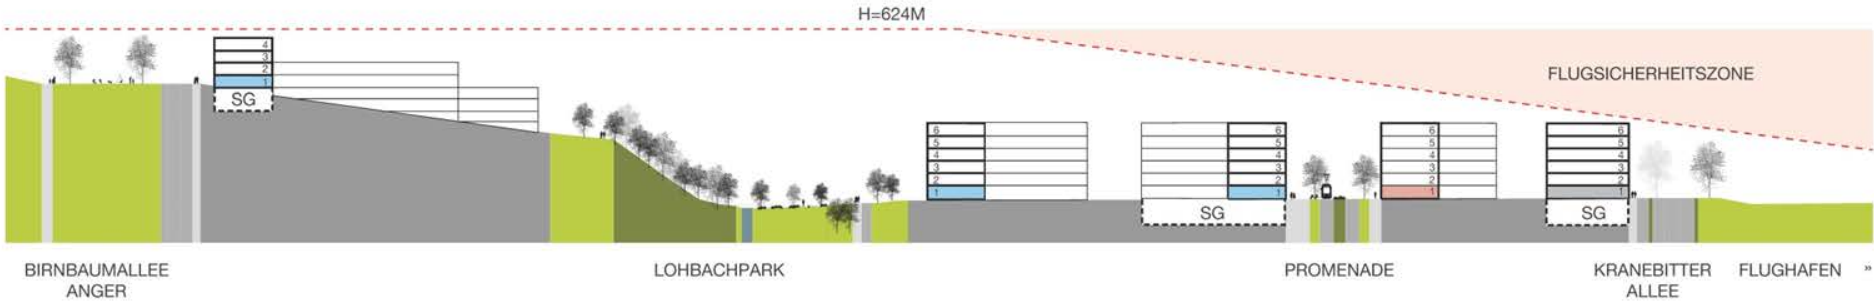 H=624M
FLUGSICHERHEITSZONE
4
3
2
1
SG
6
5
4
3
2
1
6
5
4
3
2
1
SG
6
5
4
3
2
1
6
5
4
3
2
1
SG
BIRNBAUMALLEE
ANGER
LOHBACHPARK
PROMENADE
KRANEBITTER
ALLEE
FLUGHAFEN »